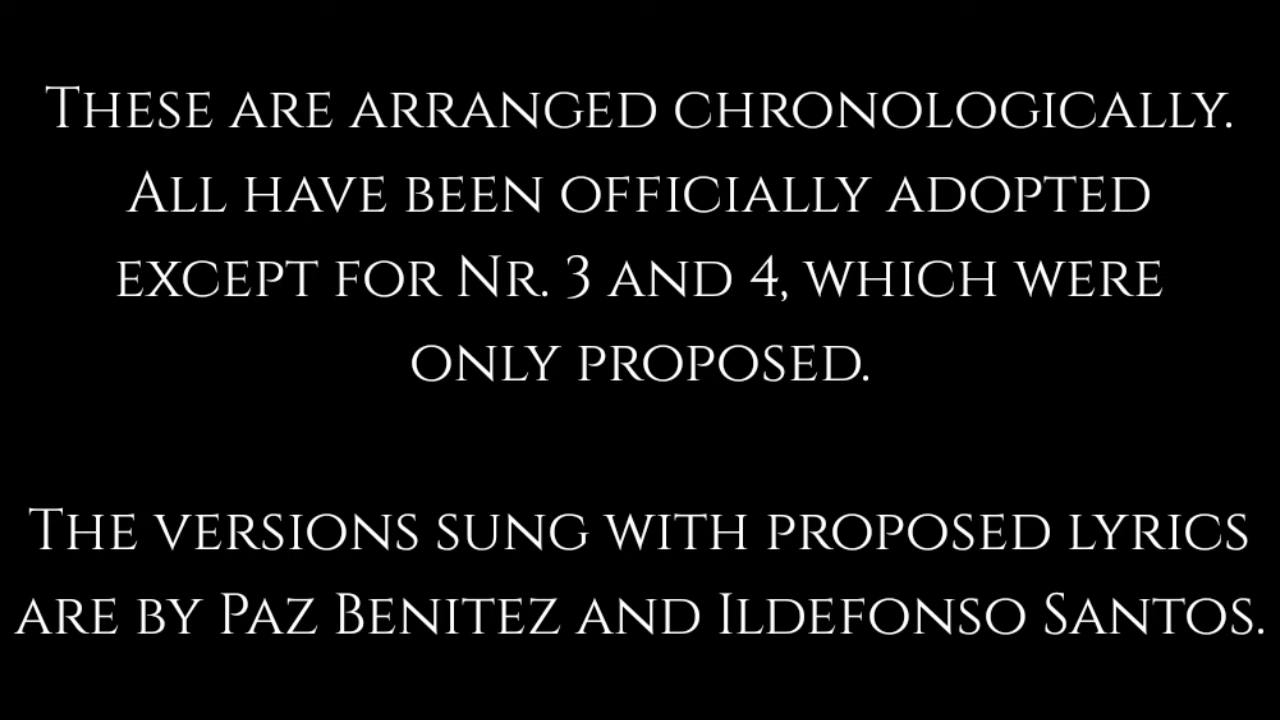 These are arranged chronologically.
All have been officially adopted
except for Nr. 3 and 4, which were
only proposed.
The versions sung with proposed lyrics
are by Paz Benitez and Ildefonso Santos.